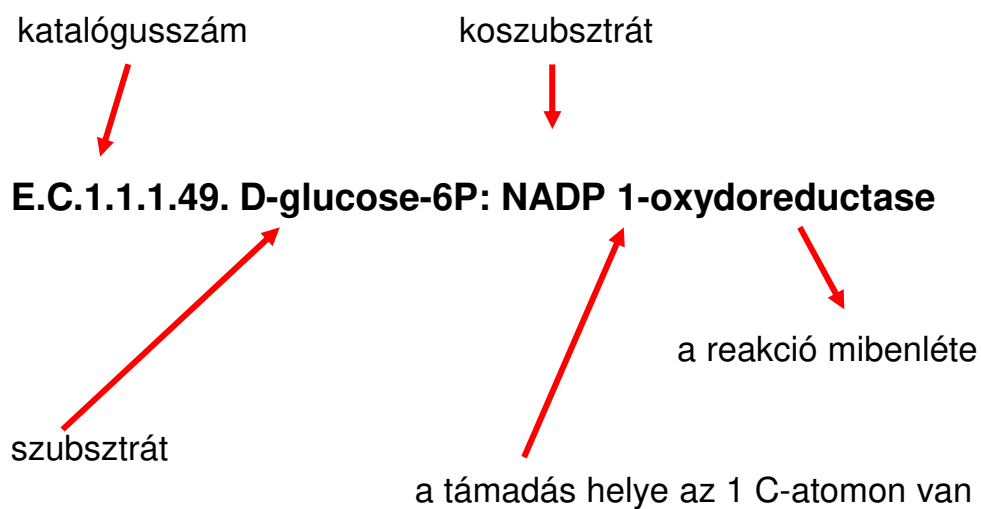 katalógusszám
koszubsztrát
E.C.1.1.1.49. D-glucose-6P: NADP 1-oxydoreductase
a reakció mibenléte
szubsztrát
a támadás helye az 1 C-atomon van